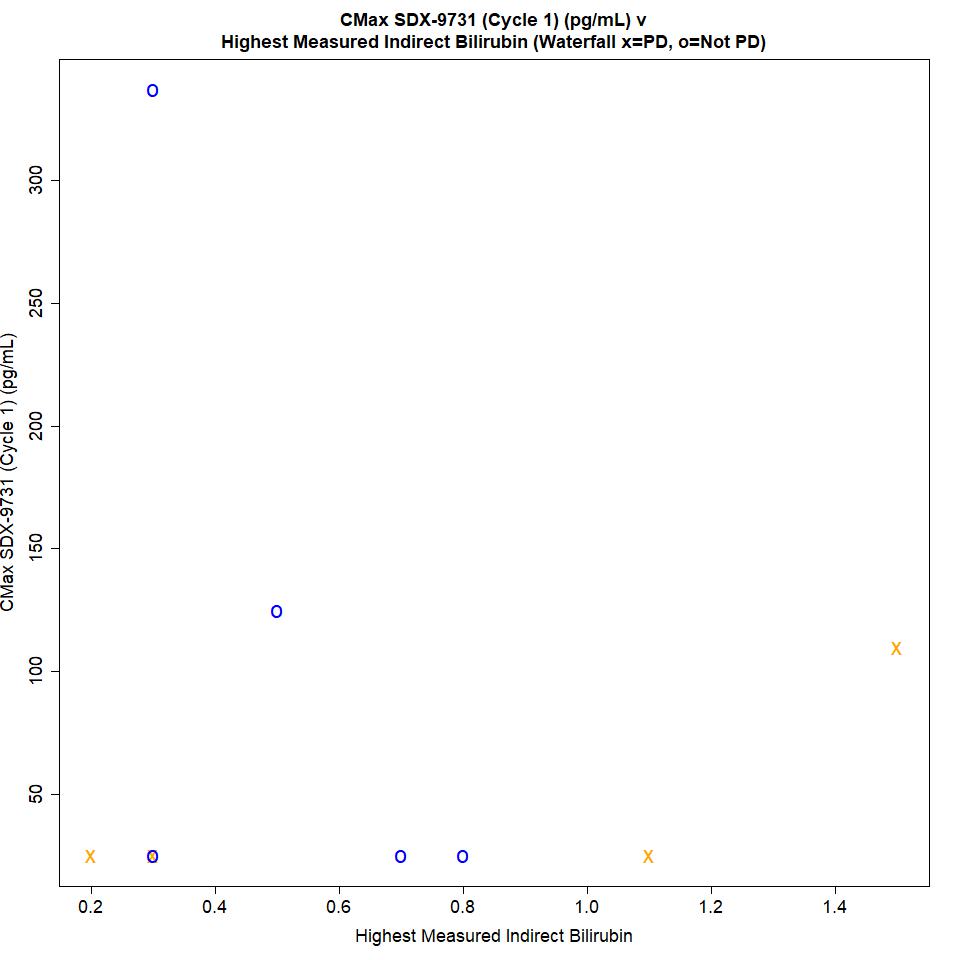 CMax SDX-9731 (Cycle 1) (pg/mL) v
Highest Measured Indirect Bilirubin (Waterfall x=PD, o=Not PD)
CMax SDX-9731 (Cycle 1) (pg/mL)
300
250
200
150
100
50
o
o
x
x
x
o
o
o
x
0.2
0.4
0.6
0.8
1.0
1.2
1.4
Highest Measured Indirect Bilirubin